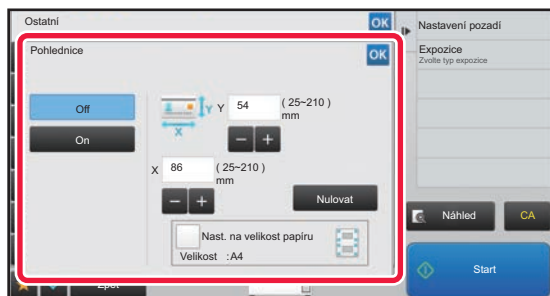 Ostatní
OK
Pohlednice
OK
Off
On
Y
Y
54
( 25~210 )
mm
X
X
86
( 25~210 )
mm
Nulovat
Nast. na velikost papíru
Velikost :A4
Zpět
Nastavení pozadí
Expozice
Zvolte typ expozice
Náhled
CA
Start